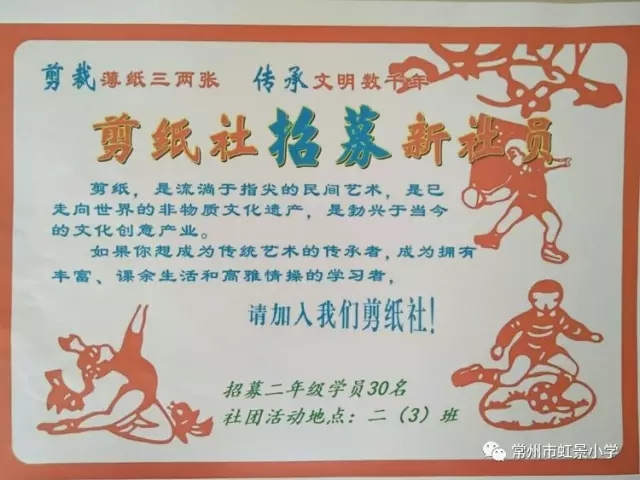 剪裁薄纸三两张 传承文明数千年
剪纸社招募新社员
剪纸，是流淌于指尖的民间艺术，是已
走向世界的非物质文化遗产，是勃兴于当今
的文化创意产业。
如果你想成为传统艺术的传承者，成为拥有
丰富、课余生活和高雅情操的学习者，
请加入我们剪纸社！
招募二年级学员30名
社团活动地点：二（3）班
常州市虹景小学